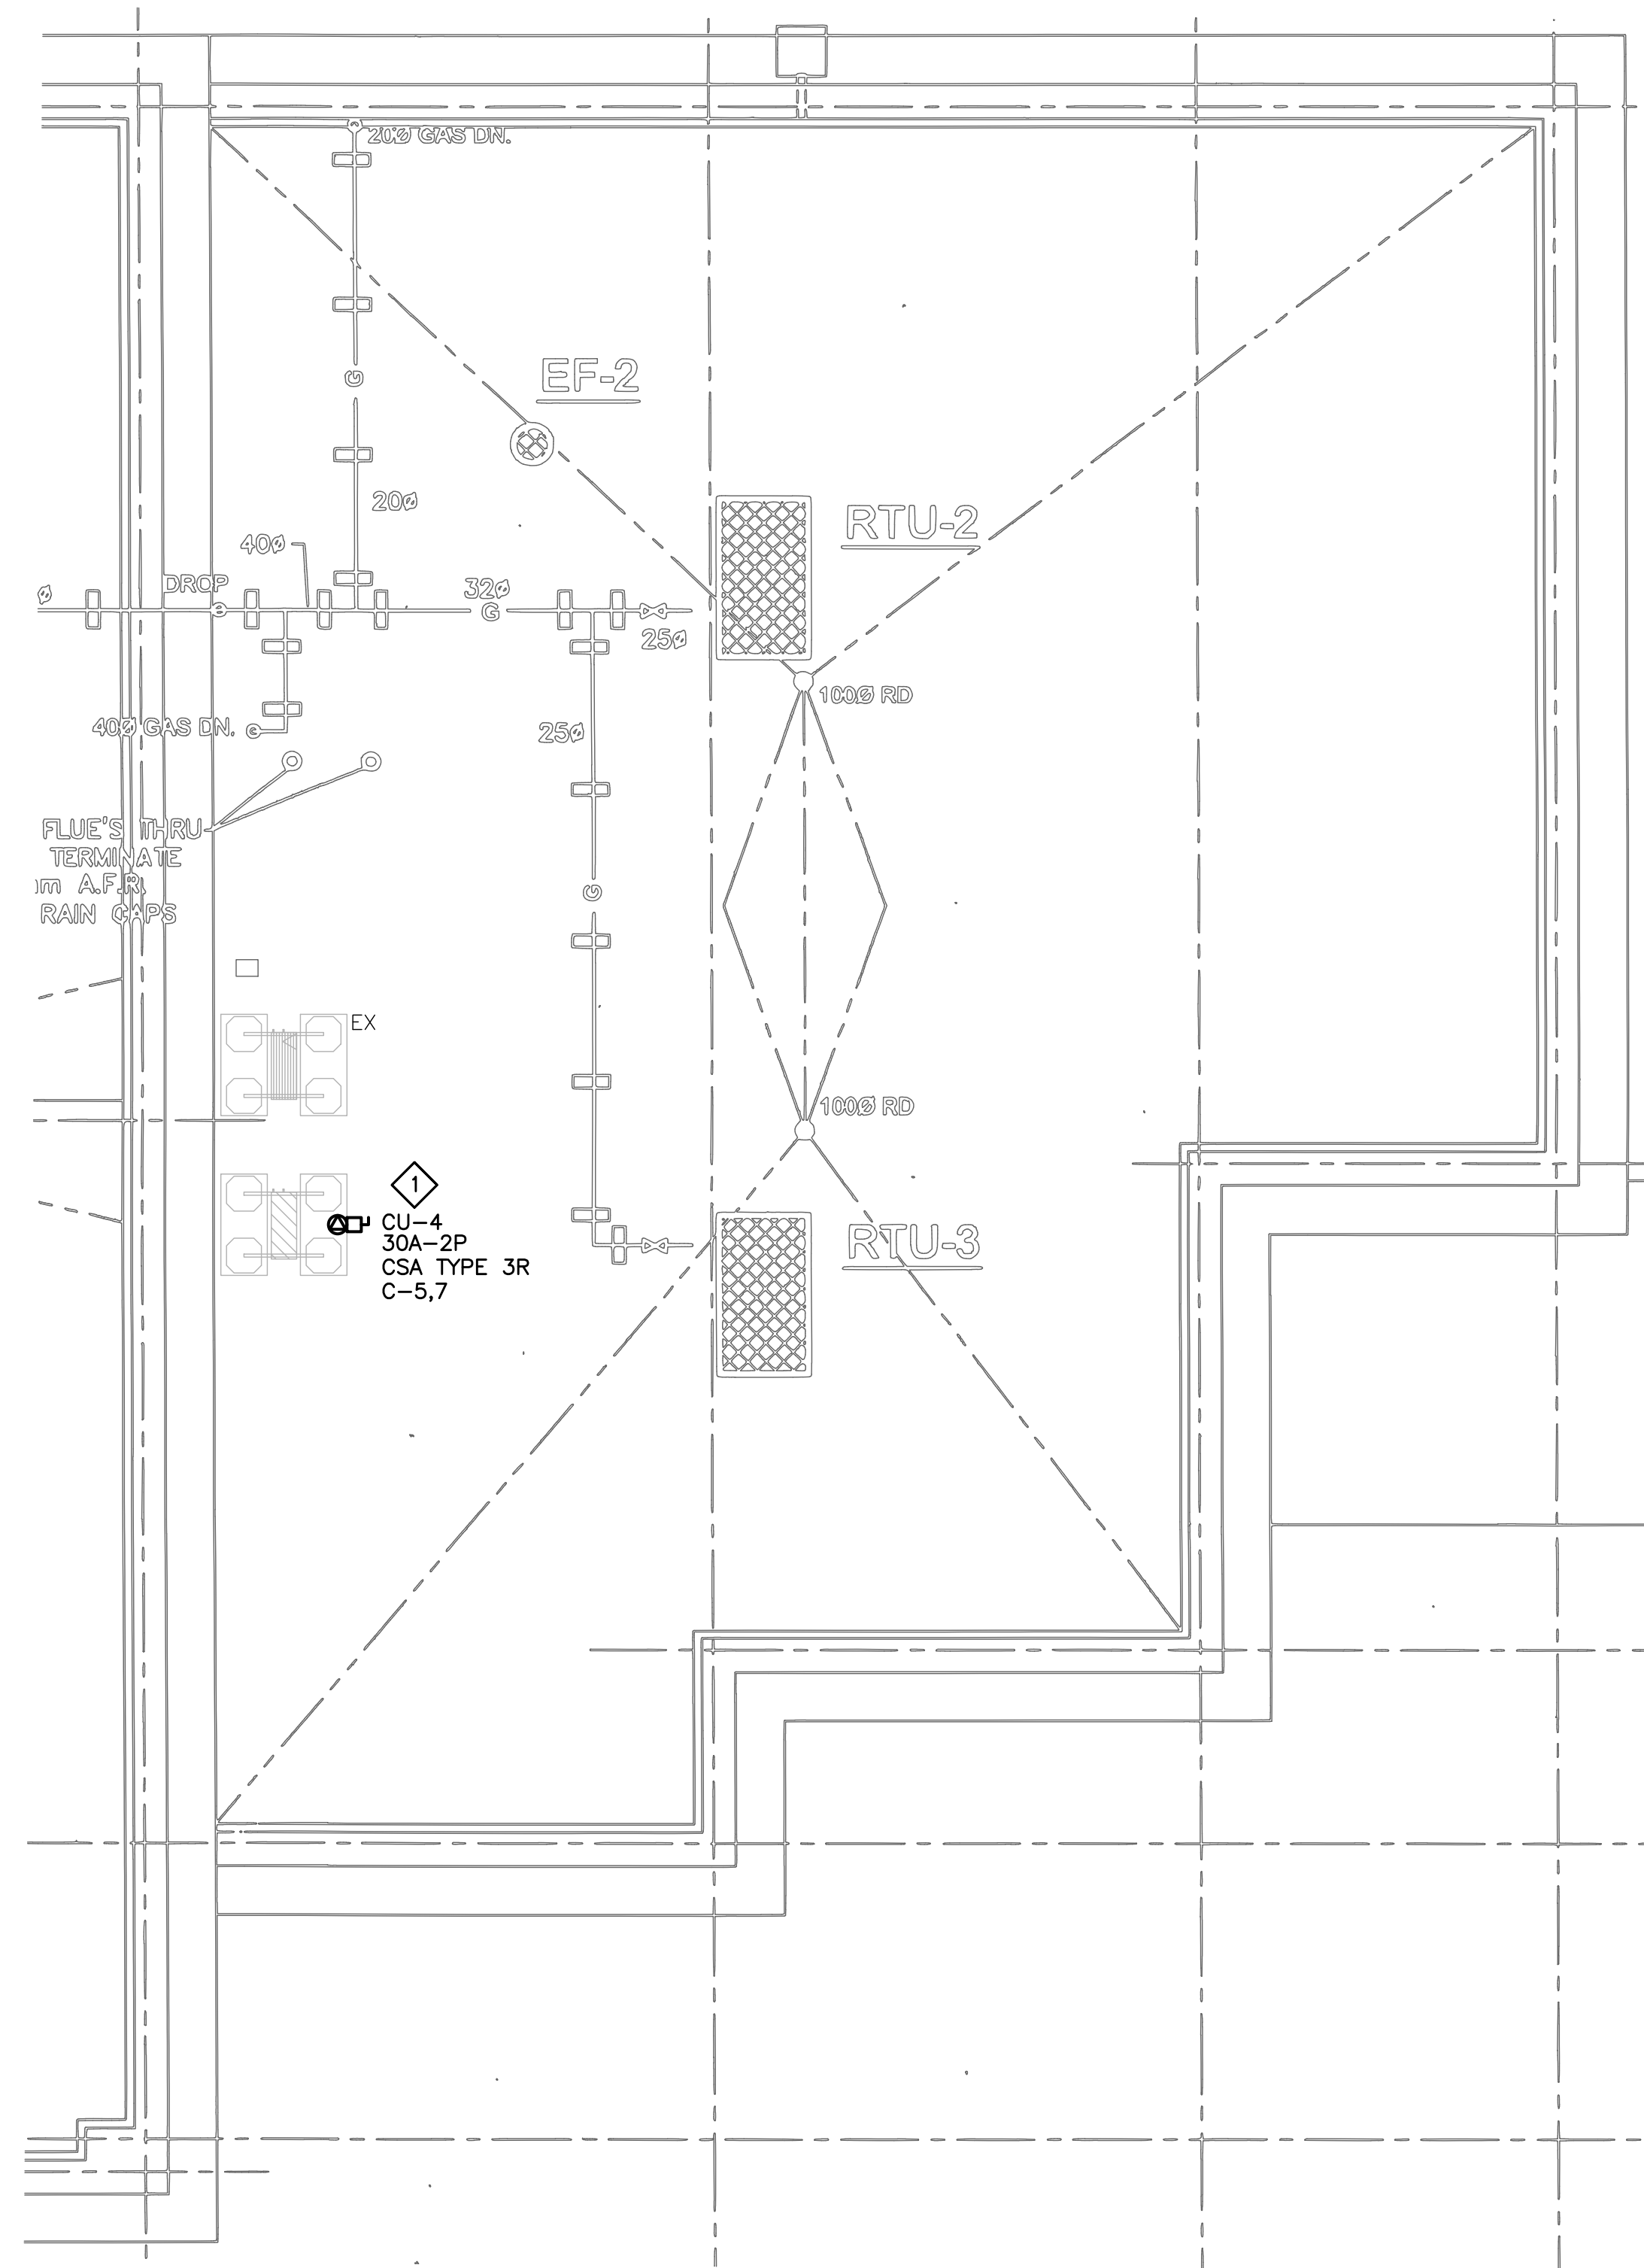 20Ø GAS DN.
G
EF-2
20Ø
RTU-2
40Ø
Ø
DROP
32Ø
G
25Ø
100Ø RD
40Ø GAS DN.
25Ø
FLUE'S THRU
TERMINATE
m A.F.R.
RAIN CAPS
G
EX
100Ø RD
1
CU-4
30A-2P
CSA TYPE 3R
C-5,7
RTU-3